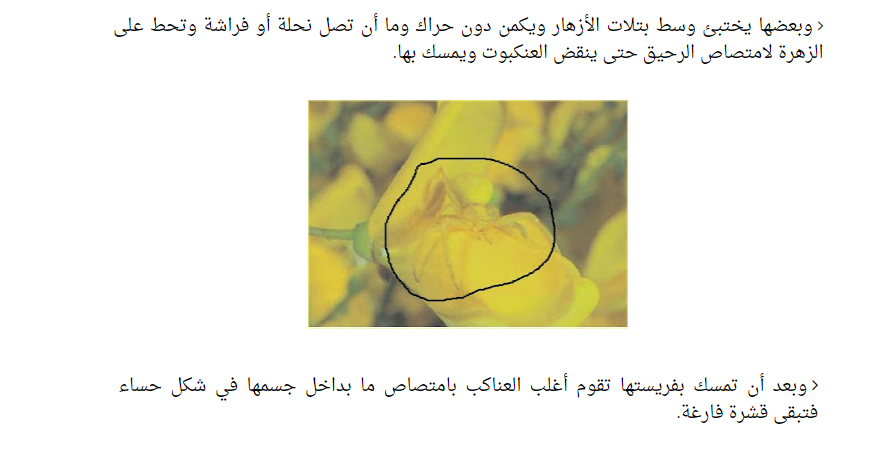 › وبعضها يختبئ وسط بتلات الأزهار ويكمن دون حراك وما أن تصل نحلة أو فراشة وتحط على
الزهرة لامتصاص الرحيق حتى ينقض العنكبوت ويمسك بها.
› وبعد أن تمسك بفريستها تقوم أغلب العناكب بامتصاص ما بداخل جسمها في شكل حساء
فتبقى قشرة فارغة.